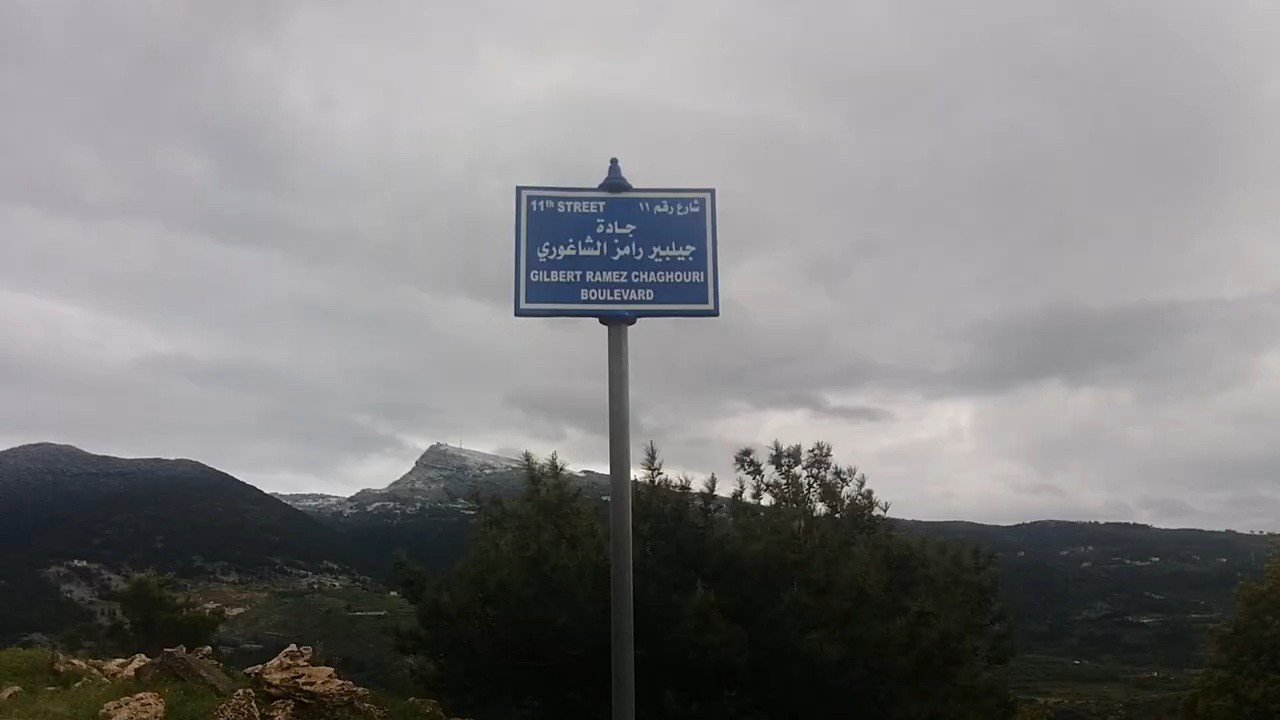 11th STREET شارع رقم ١١
جادة
جيلبير رامز الشاغوري
GILBERT RAMEZ CHAGHOURI
BOULEVARD